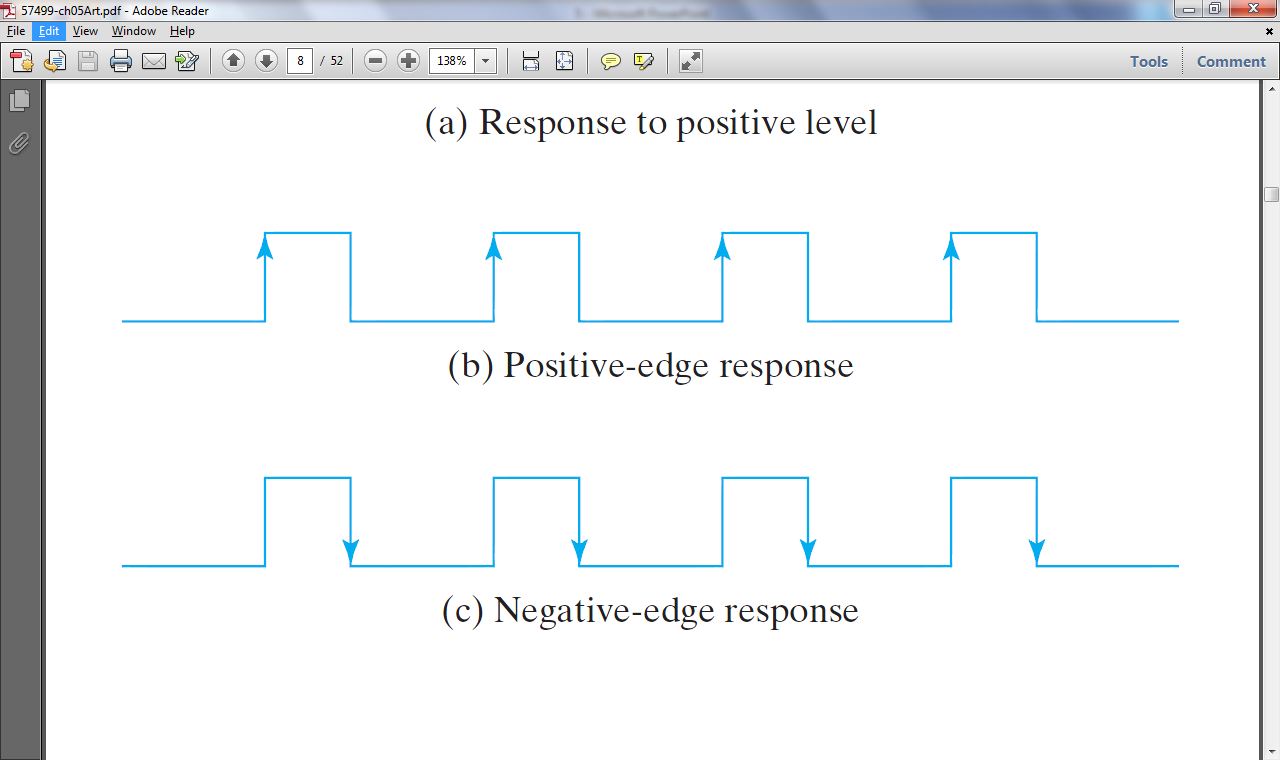 57499-ch05Art.pdf - Adobe Reader
File Edit View Window Help
8 / 52 138% Tools Comment
(a) Response to positive level
(b) Positive-edge response
(c) Negative-edge response